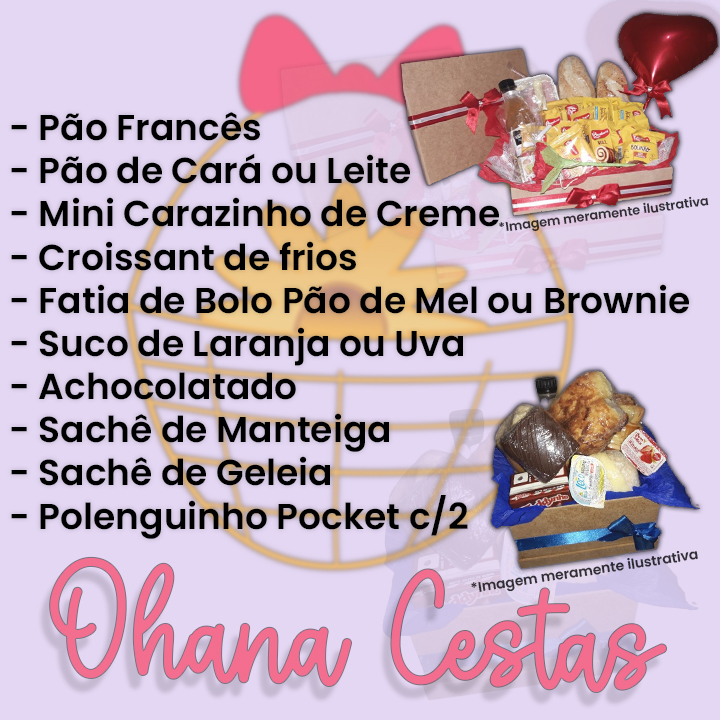 - Pão Francês
- Pão de Cará ou Leite
- Mini Carazinho de Creme
*Imagem meramente ilustrativa
- Croissant de frios
- Fatia de Bolo Pão de Mel ou Brownie
- Suco de Laranja ou Uva
- Achocolatado
- Sachê de Manteiga
- Sachê de Geleia
- Polenguinho Pocket c/2
*Imagem meramente ilustrativa
Ohana Cestas